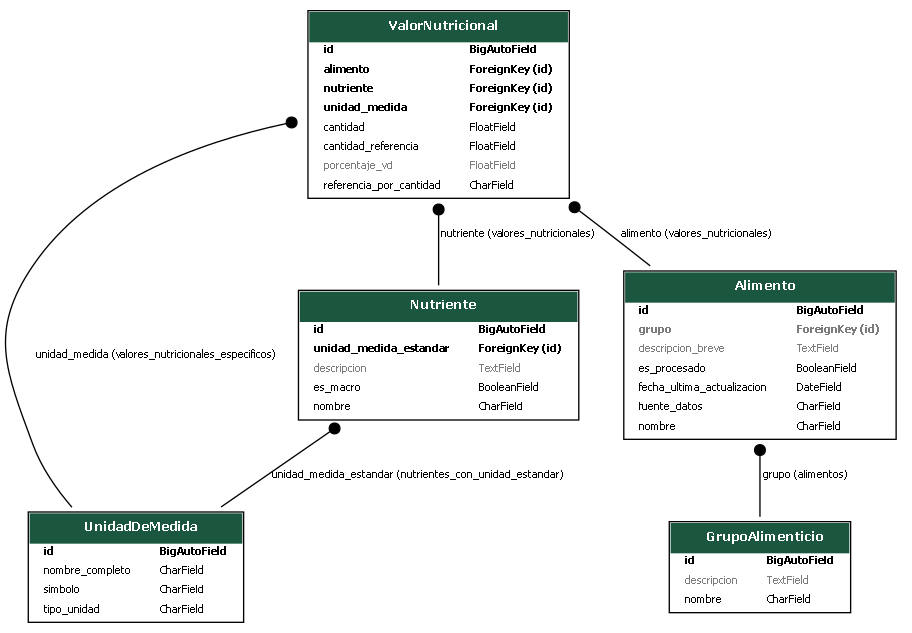 ValorNutricional
id BigAutoField
alimento ForeignKey (id)
nutriente ForeignKey (id)
unidad_medida ForeignKey (id)
cantidad FloatField
cantidad_referencia FloatField
porcentaje_vd FloatField
referencia_por_cantidad CharField
nutriente (valores_nutricionales)
alimento (valores_nutricionales)
Alimento
id BigAutoField
grupo ForeignKey (id)
descripcion_breve TextField
es_procesado BooleanField
fecha_ultima_actualizacion DateField
fuente_datos CharField
nombre CharField
Nutriente
id BigAutoField
unidad_medida_estandar ForeignKey (id)
descripcion TextField
es_macro BooleanField
nombre CharField
unidad_medida (valores_nutricionales_especificos)
unidad_medida_estandar (nutrientes_con_unidad_estandar)
grupo (alimentos)
UnidadDeMedida
id BigAutoField
nombre_completo CharField
simbolo CharField
tipo_unidad CharField
GrupoAlimenticio
id BigAutoField
descripcion TextField
nombre CharField